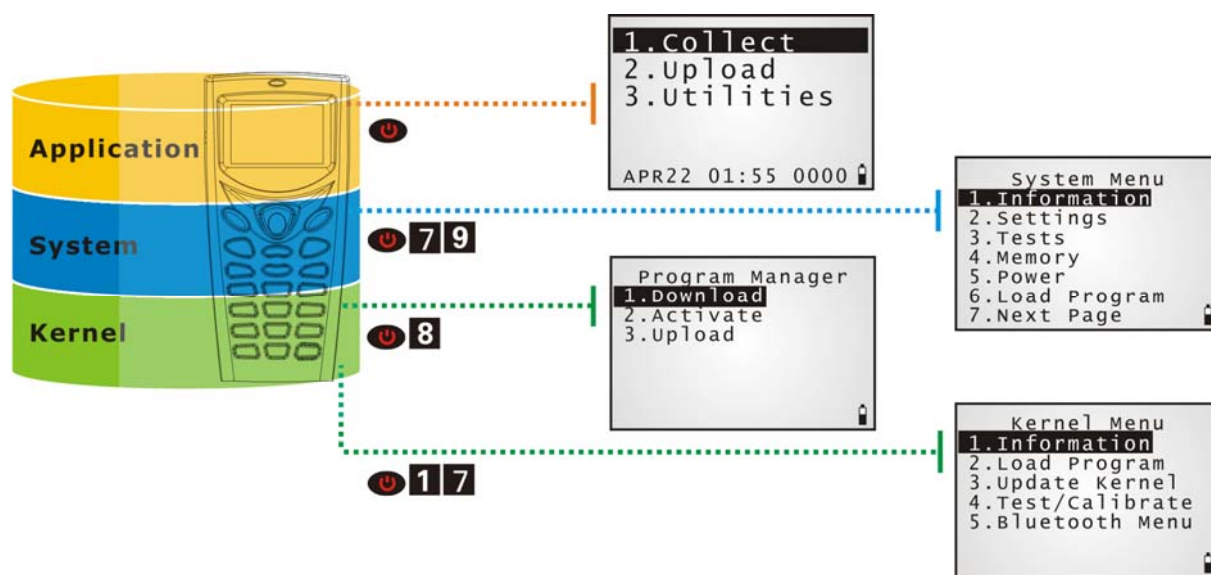 Application
System
Kernel
7 9
8
1 7
1.Collect
2.Upload
3.Utilities
APR22 01:55 0000
System Menu
1.Information
2.Settings
3.Tests
4.Memory
5.Power
6.Load Program
7.Next Page
Program Manager
1.Download
2.Activate
3.Upload
Kernel Menu
1.Information
2.Load Program
3.Update Kernel
4.Test/Calibrate
5.Bluetooth Menu